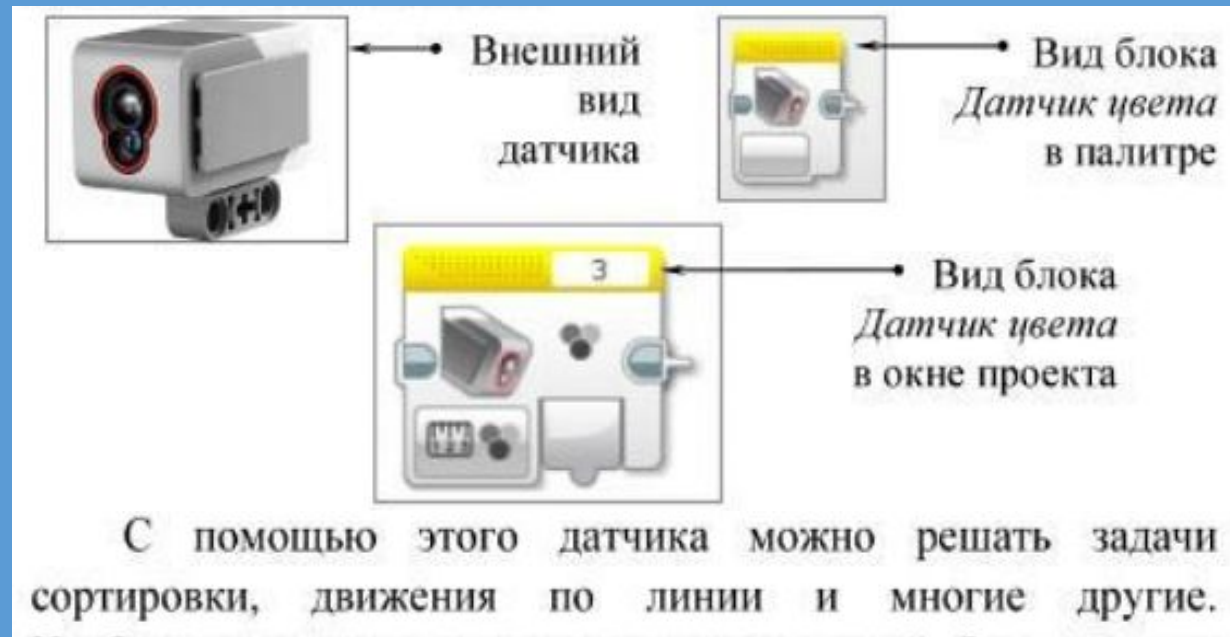 Внешний
вид
датчика
Вид блока
Датчик цвета
в палитре
3
Вид блока
Датчик цвета
в окне проекта
С помощью этого датчика можно решать задачи
сортировки, движения по линии и многие другие.